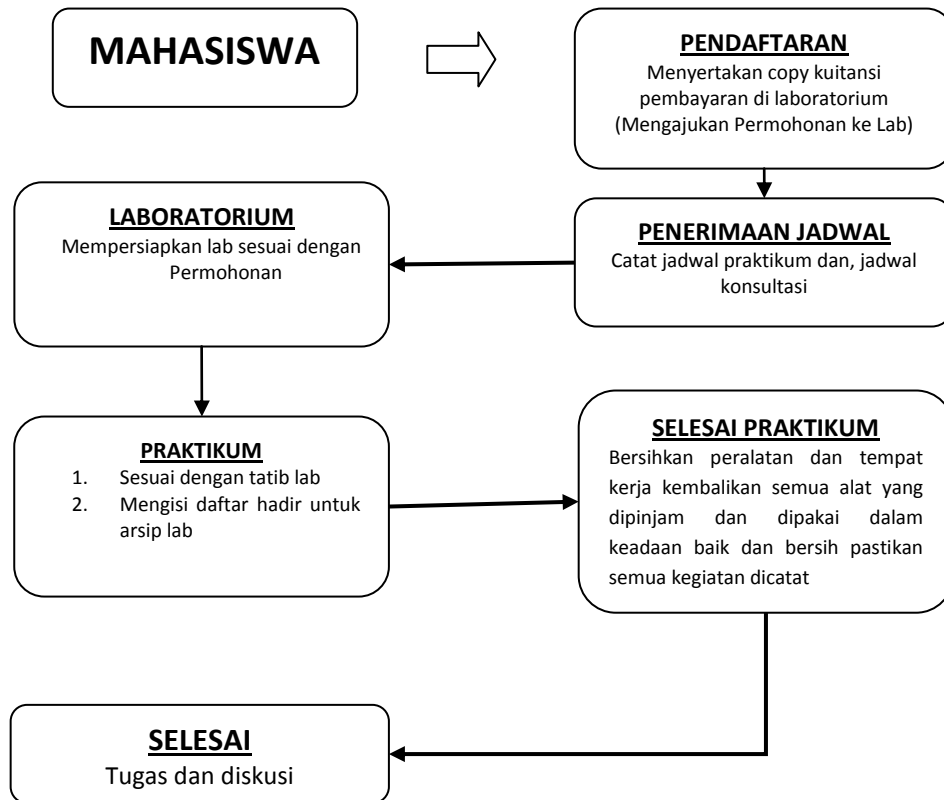 MAHASISWA
PENDAFTARAN
Menyertakan copy kuitansi
pembayaran di laboratorium
(Mengajukan Permohonan ke Lab)
LABORATORIUM
Mempersiapkan lab sesuai dengan
Permohonan
PENERIMAAN JADWAL
Catat jadwal praktikum dan, jadwal
konsultasi
PRAKTIKUM
1. Sesuai dengan tatib lab
2. Mengisi daftar hadir untuk
arsip lab
SELESAI PRAKTIKUM
Bersihkan peralatan dan tempat
kerja kembalikan semua alat yang
dipinjam dan dipakai dalam
keadaan baik dan bersih pastikan
semua kegiatan dicatat
SELESAI
Tugas dan diskusi